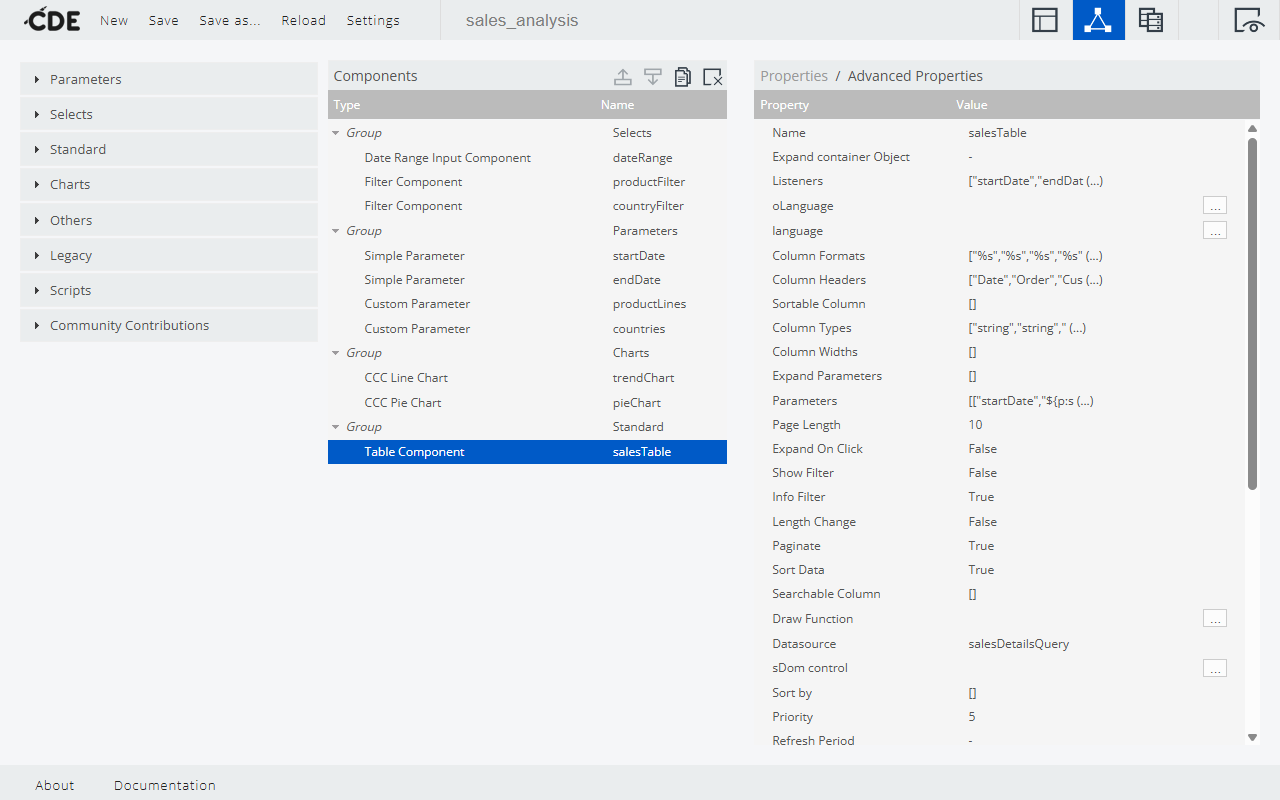 CDE New Save Save as... Reload Settings sales_analysis
Parameters
Selects
Standard
Charts
Others
Legacy
Scripts
Community Contributions
Components
Type Name
Group Selects
Date Range Input Component dateRange
Filter Component productFilter
Filter Component countryFilter
Group Parameters
Simple Parameter startDate
Simple Parameter endDate
Custom Parameter productLines
Custom Parameter countries
Group Charts
CCC Line Chart trendChart
CCC Pie Chart pieChart
Group Standard
Table Component salesTable
Properties / Advanced Properties
Property Value
Name salesTable
Expand container Object -
Listeners ["startDate","endDat (...)
oLanguage ...
language ...
Column Formats ["%s","%s","%s","%s" (...)
Column Headers ["Date","Order","Cus (...)
Sortable Column []
Column Types ["string","string"," (...)
Column Widths []
Expand Parameters []
Parameters [["startDate","${p:s (...)
Page Length 10
Expand On Click False
Show Filter False
Info Filter True
Length Change False
Paginate True
Sort Data True
Searchable Column []
Draw Function ...
Datasource salesDetailsQuery
sDom control ...
Sort by []
Priority 5
Refresh Period -
About Documentation